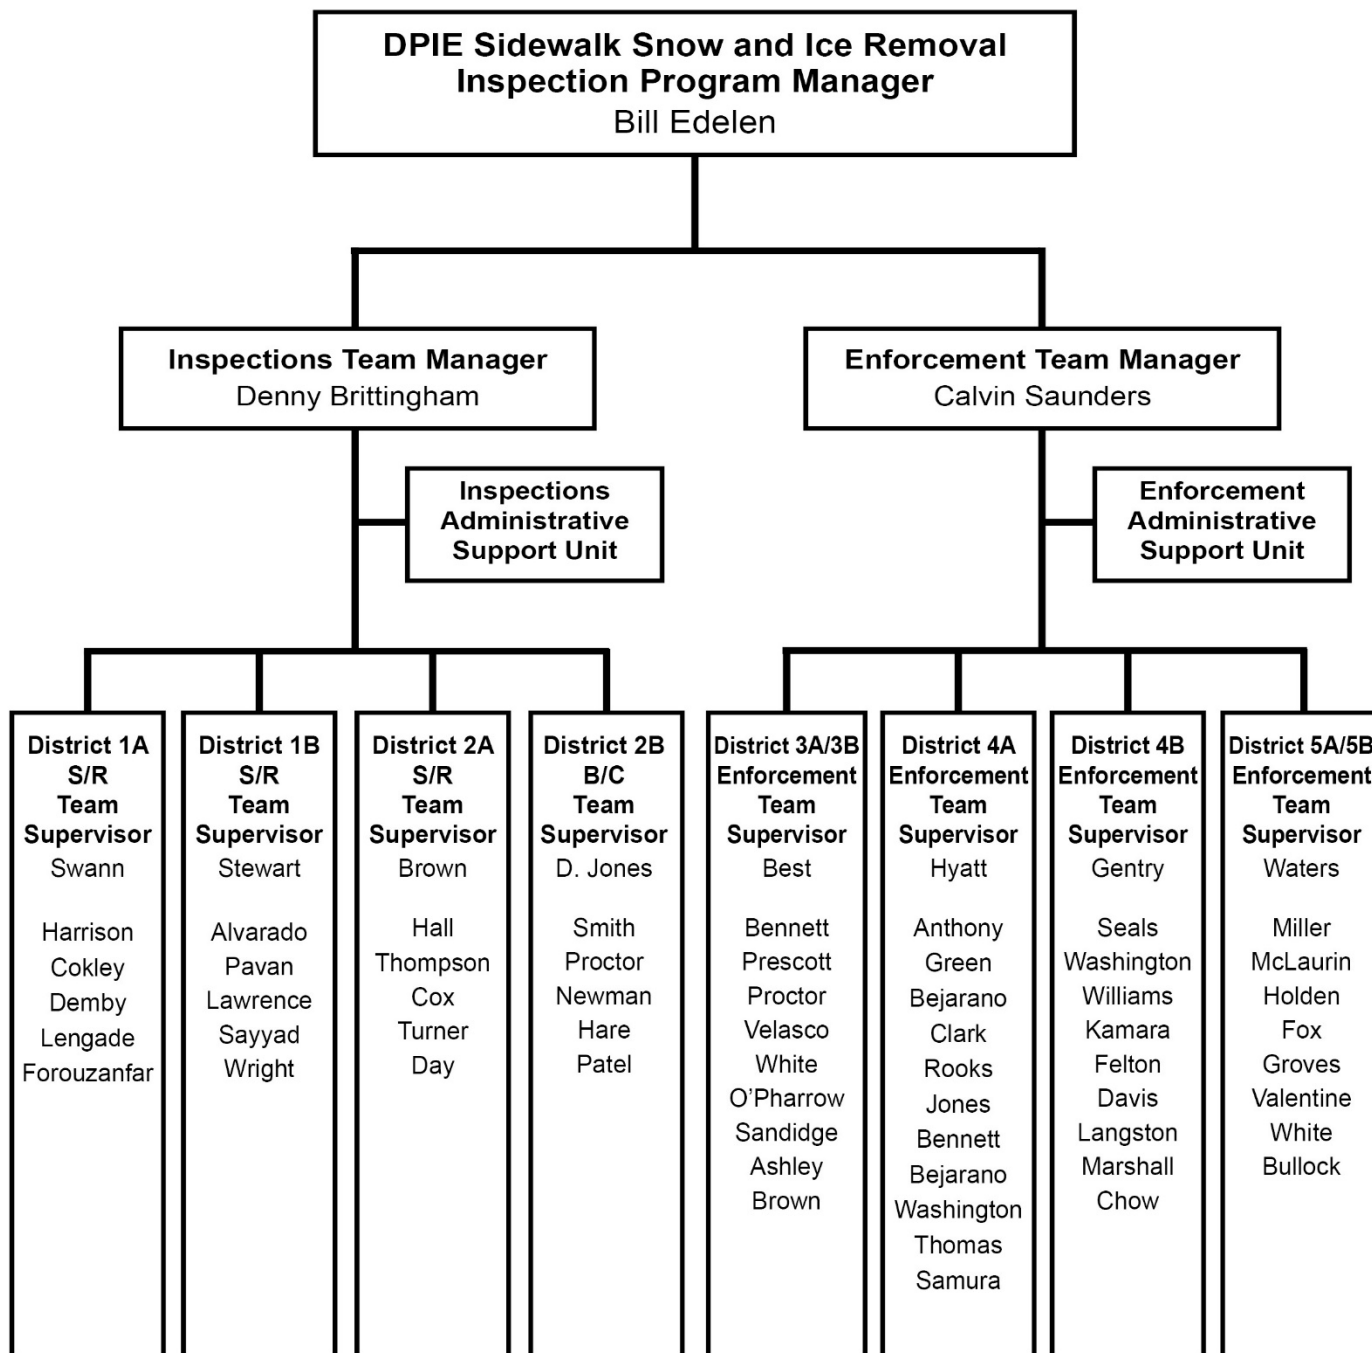 DPIE Sidewalk Snow and Ice Removal
Inspection Program Manager
Bill Edelen
Inspections Team Manager
Denny Brittingham
Enforcement Team Manager
Calvin Saunders
Inspections
Administrative
Support Unit
Enforcement
Administrative
Support Unit
District 1A
S/R
Team
Supervisor
Swann
Harrison
Cokley
Demby
Lengade
Forouzanfar
District 1B
S/R
Team
Supervisor
Stewart
Alvarado
Pavan
Lawrence
Sayyad
Wright
District 2A
S/R
Team
Supervisor
Brown
Hall
Thompson
Cox
Turner
Day
District 2B
B/C
Team
Supervisor
D. Jones
Smith
Proctor
Newman
Hare
Patel
District 3A/3B
Enforcement
Team
Supervisor
Best
Bennett
Prescott
Proctor
Velasco
White
O'Pharrow
Sandidge
Ashley
Brown
District 4A
Enforcement
Team
Supervisor
Hyatt
Anthony
Green
Bejarano
Clark
Rooks
Jones
Bennett
Bejarano
Washington
Thomas
Samura
District 4B
Enforcement
Team
Supervisor
Gentry
Seals
Washington
Williams
Kamara
Felton
Davis
Langston
Marshall
Chow
District 5A/5B
Enforcement
Team
Supervisor
Waters
Miller
McLaurin
Holden
Fox
Groves
Valentine
White
Bullock